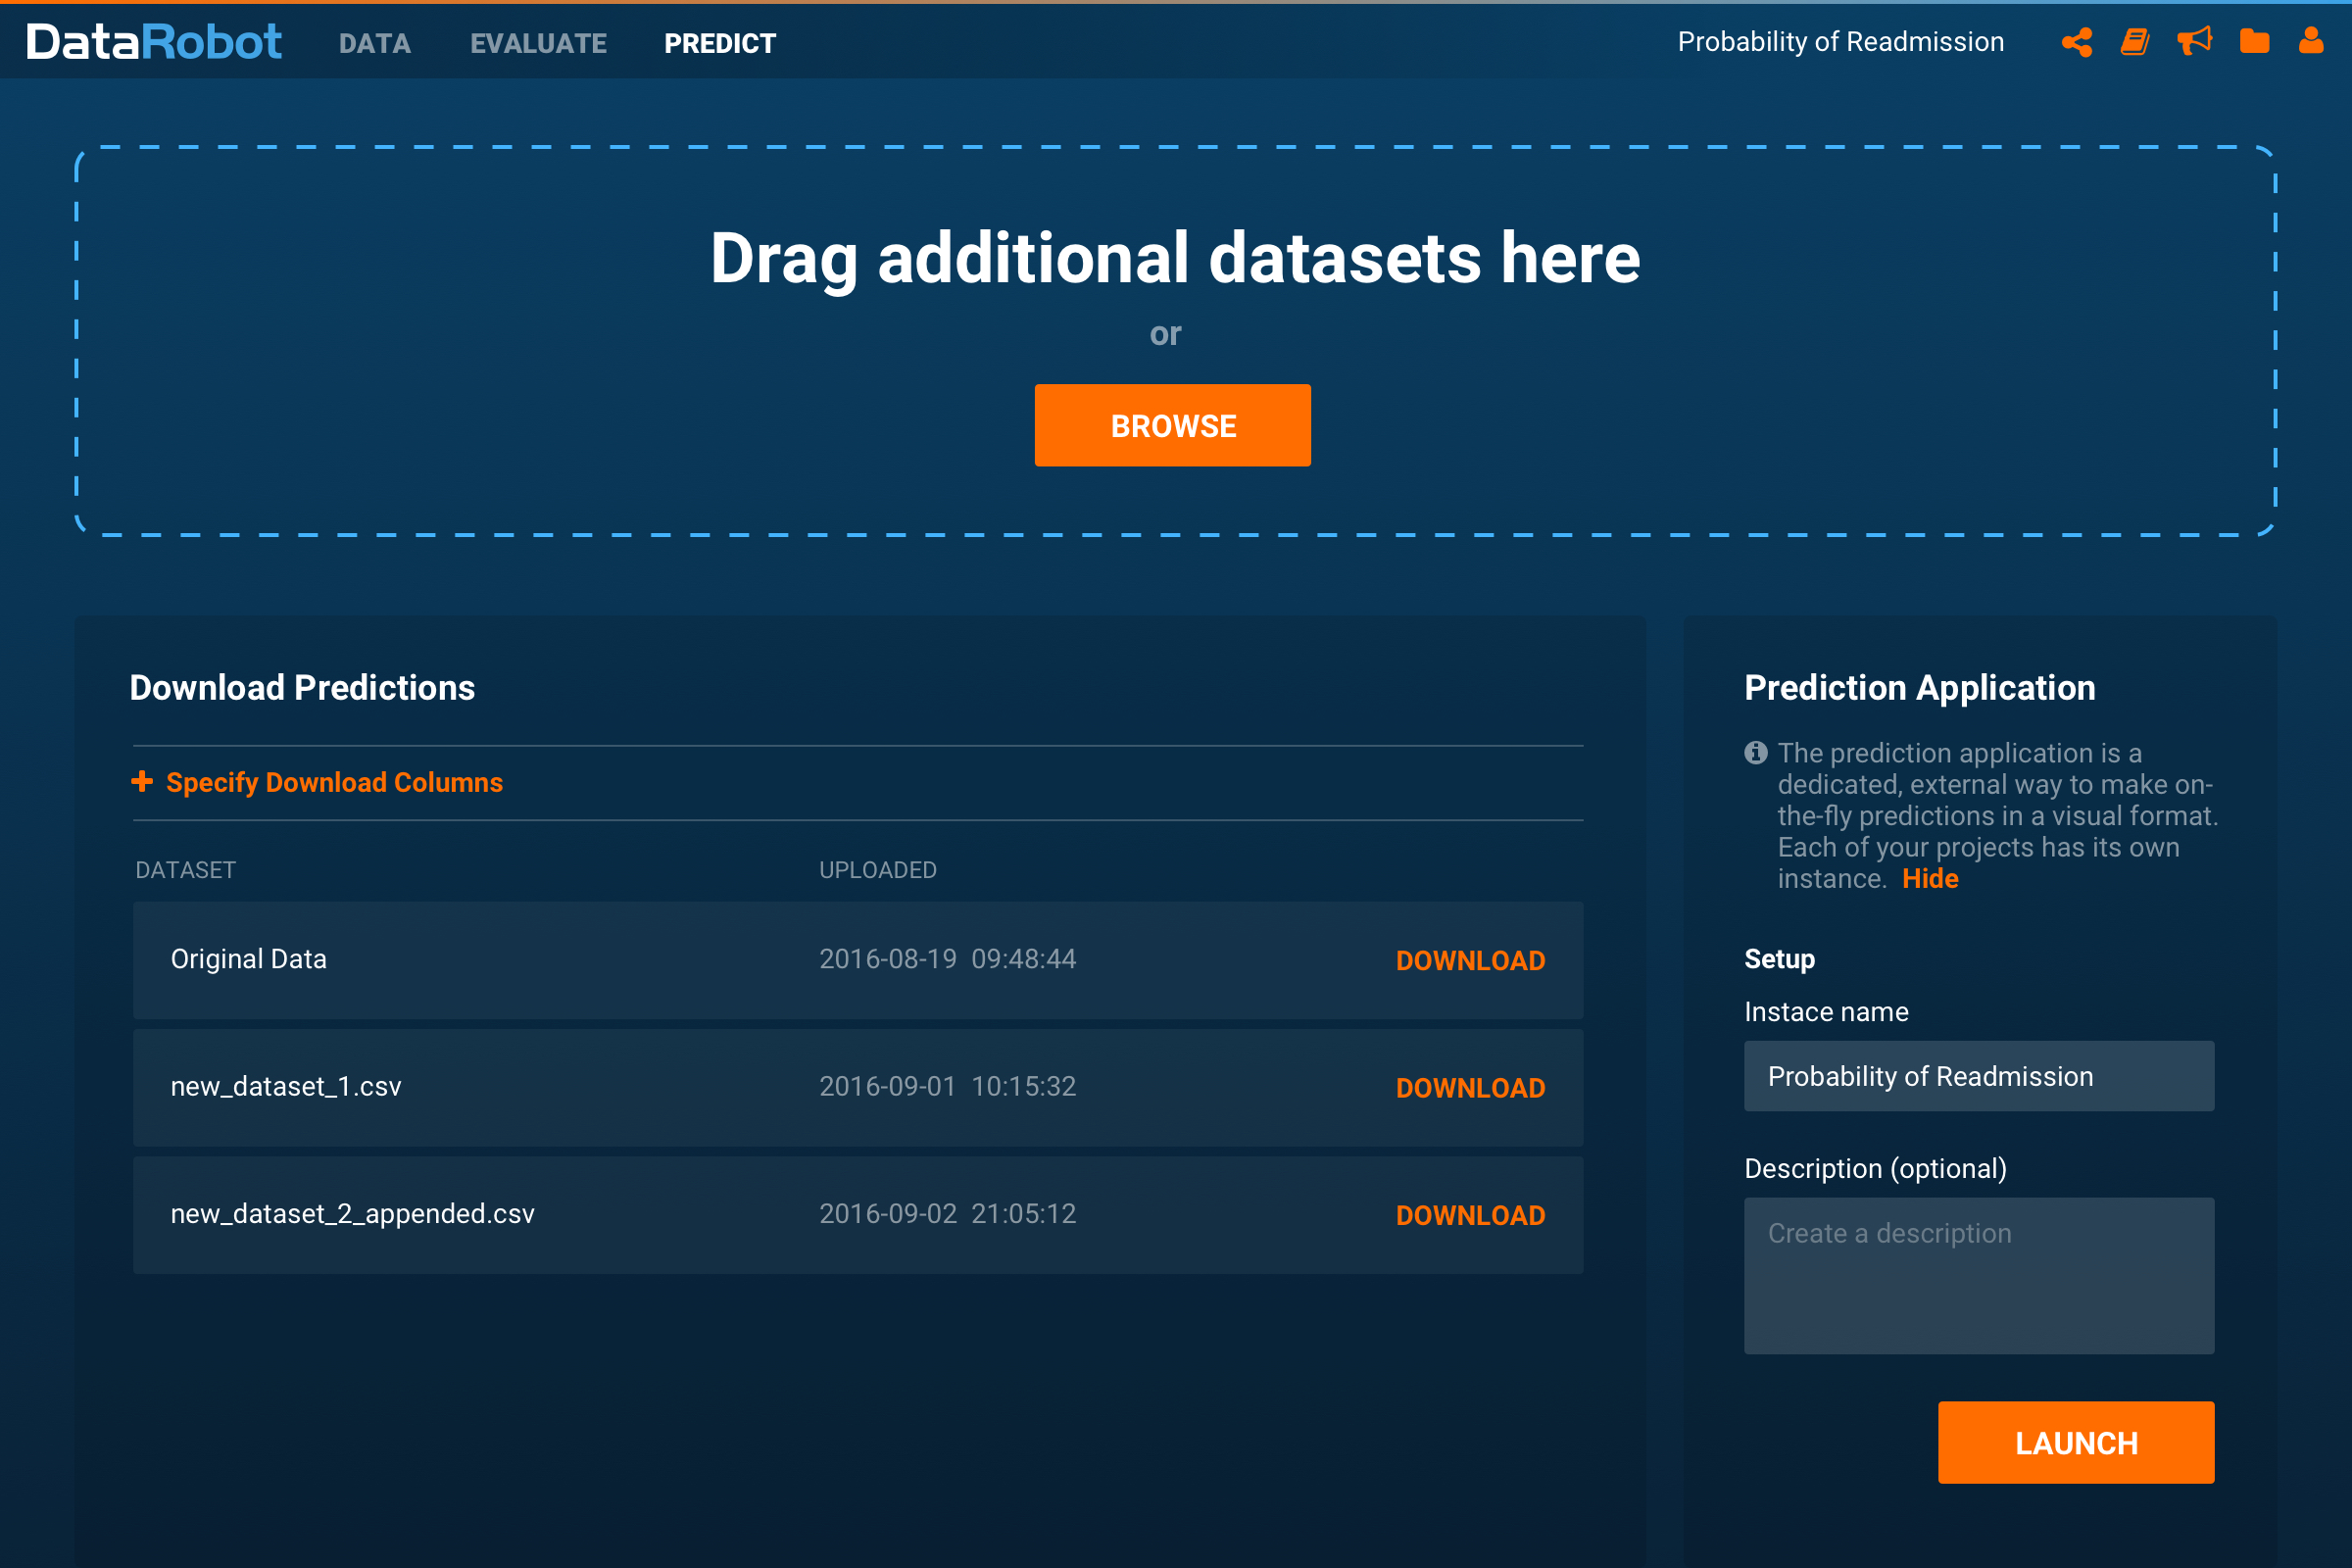 DataRobot DATA EVALUATE PREDICT Probability of Readmission
Drag additional datasets here
or
BROWSE
Download Predictions
Specify Download Columns
DATASET UPLOADED
Original Data 2016-08-19 09:48:44 DOWNLOAD
new_dataset_1.csv 2016-09-01 10:15:32 DOWNLOAD
new_dataset_2_appended.csv 2016-09-02 21:05:12 DOWNLOAD
Prediction Application
The prediction application is a
dedicated, external way to make on-
the-fly predictions in a visual format.
Each of your projects has its own
instance. Hide
Setup
Instace name
Probability of Readmission
Description (optional)
Create a description
LAUNCH